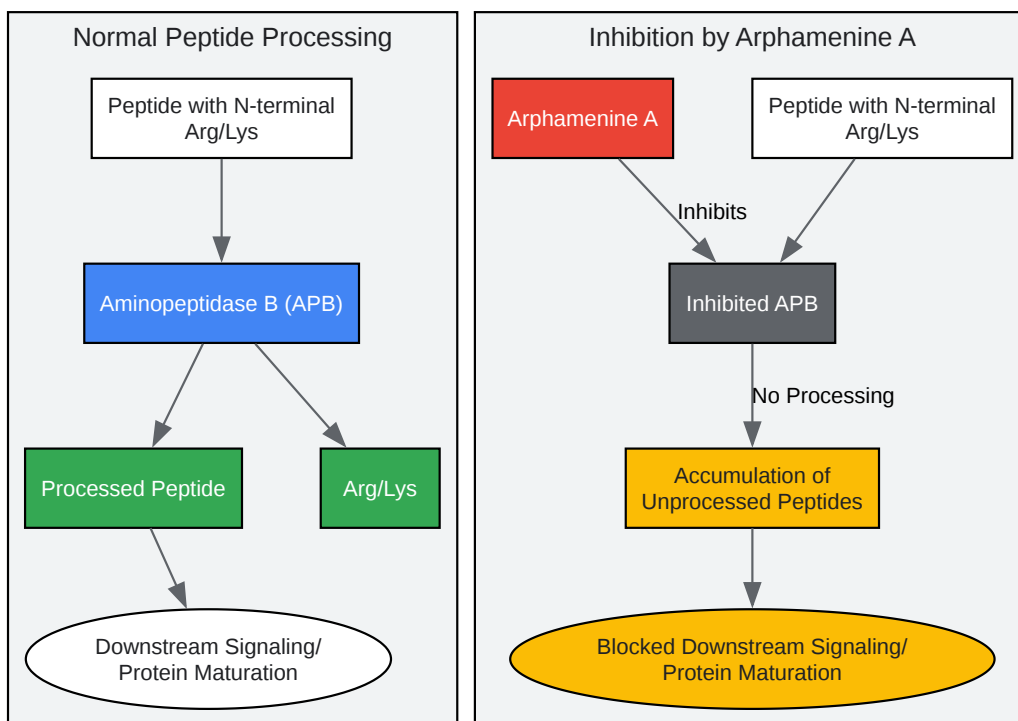 Normal Peptide Processing
Peptide with N-terminal
Arg/Lys
Aminopeptidase B (APB)
Processed Peptide
Arg/Lys
Downstream Signaling/
Protein Maturation
Inhibition by Arphamenine A
Arphamenine A
Peptide with N-terminal
Arg/Lys
Inhibits
Inhibited APB
No Processing
Accumulation of
Unprocessed Peptides
Blocked Downstream Signaling/
Protein Maturation